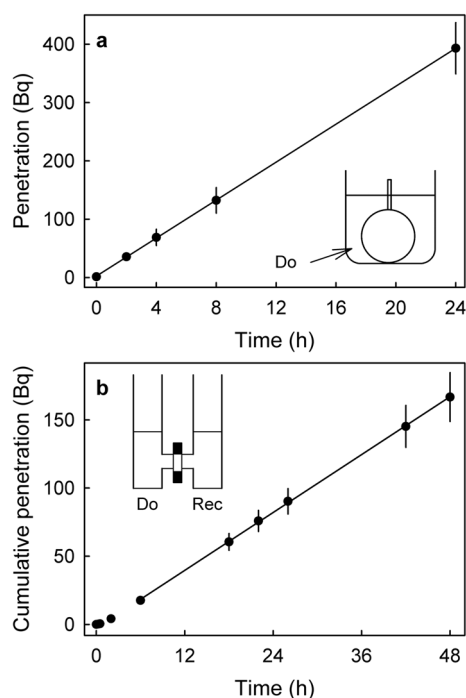 a
400
300
200
100
0
Penetration (Bq)
Do
0 4 8 12 16 20 24
Time (h)
b
150
100
50
0
Cumulative penetration (Bq)
Do Rec
0 12 24 36 48
Time (h)